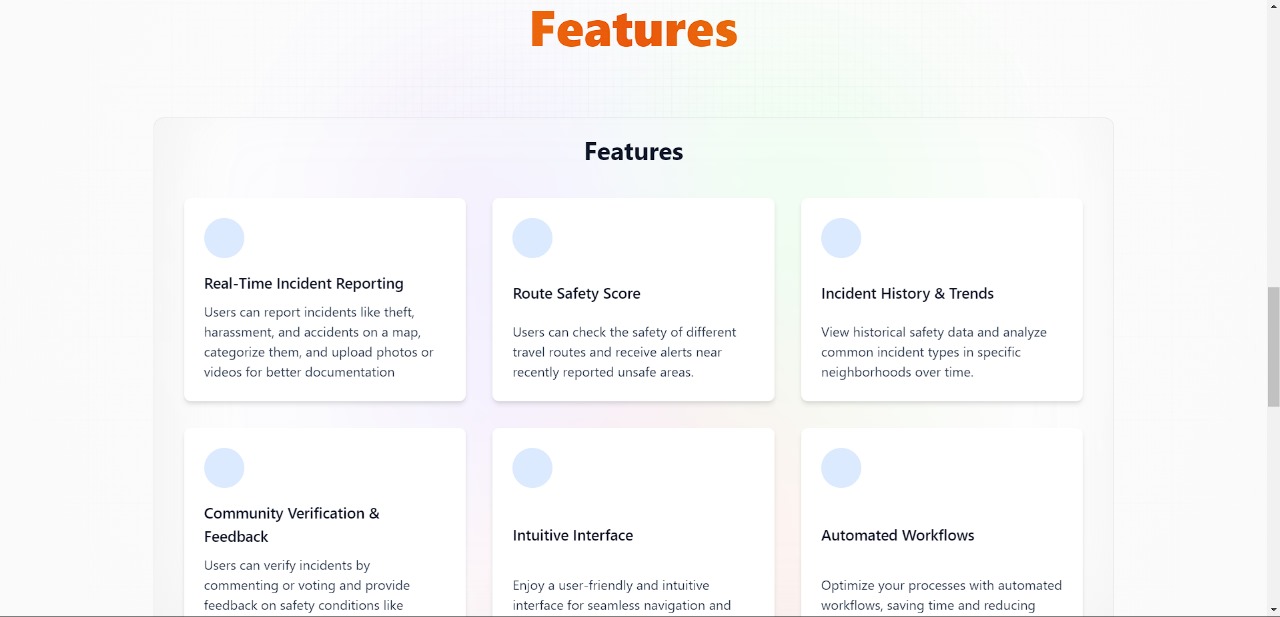 Features
Features
Real-Time Incident Reporting
Users can report incidents like theft,
harassment, and accidents on a map,
categorize them, and upload photos or
videos for better documentation
Route Safety Score
Users can check the safety of different
travel routes and receive alerts near
recently reported unsafe areas.
Incident History & Trends
View historical safety data and analyze
common incident types in specific
neighborhoods over time.
Community Verification &
Feedback
Users can verify incidents by
commenting or voting and provide
feedback on safety conditions like
Intuitive Interface
Enjoy a user-friendly and intuitive
interface for seamless navigation and
Automated Workflows
Optimize your processes with automated
workflows, saving time and reducing